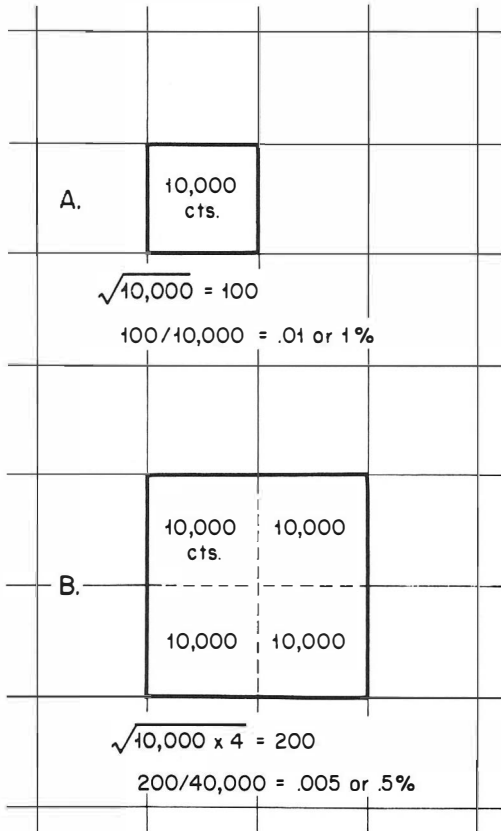 A.
10,000
cts.
√10,000 = 100
100/10,000 = .01 or 1%
10,000 10,000
cts.
B.
10,000 10,000
√10,000 x 4 = 200
200/40,000 = .005 or .5%